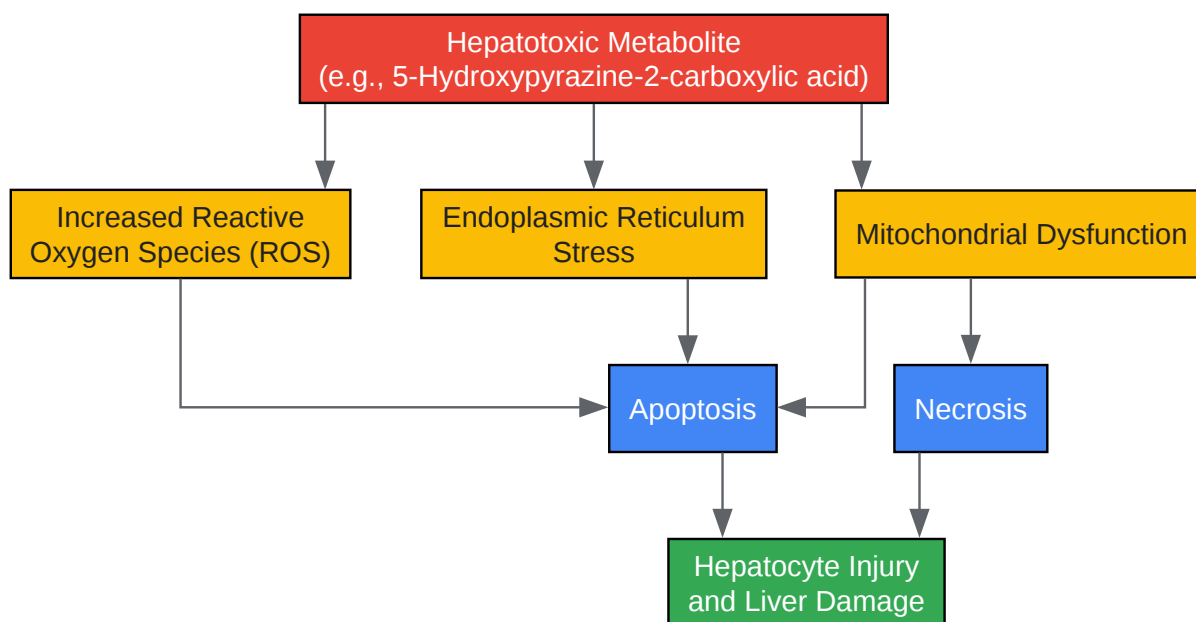 Hepatotoxic Metabolite
(e.g., 5-Hydroxypyrazine-2-carboxylic acid)
Increased Reactive
Oxygen Species (ROS)
Endoplasmic Reticulum
Stress
Mitochondrial Dysfunction
Apoptosis
Necrosis
Hepatocyte Injury
and Liver Damage